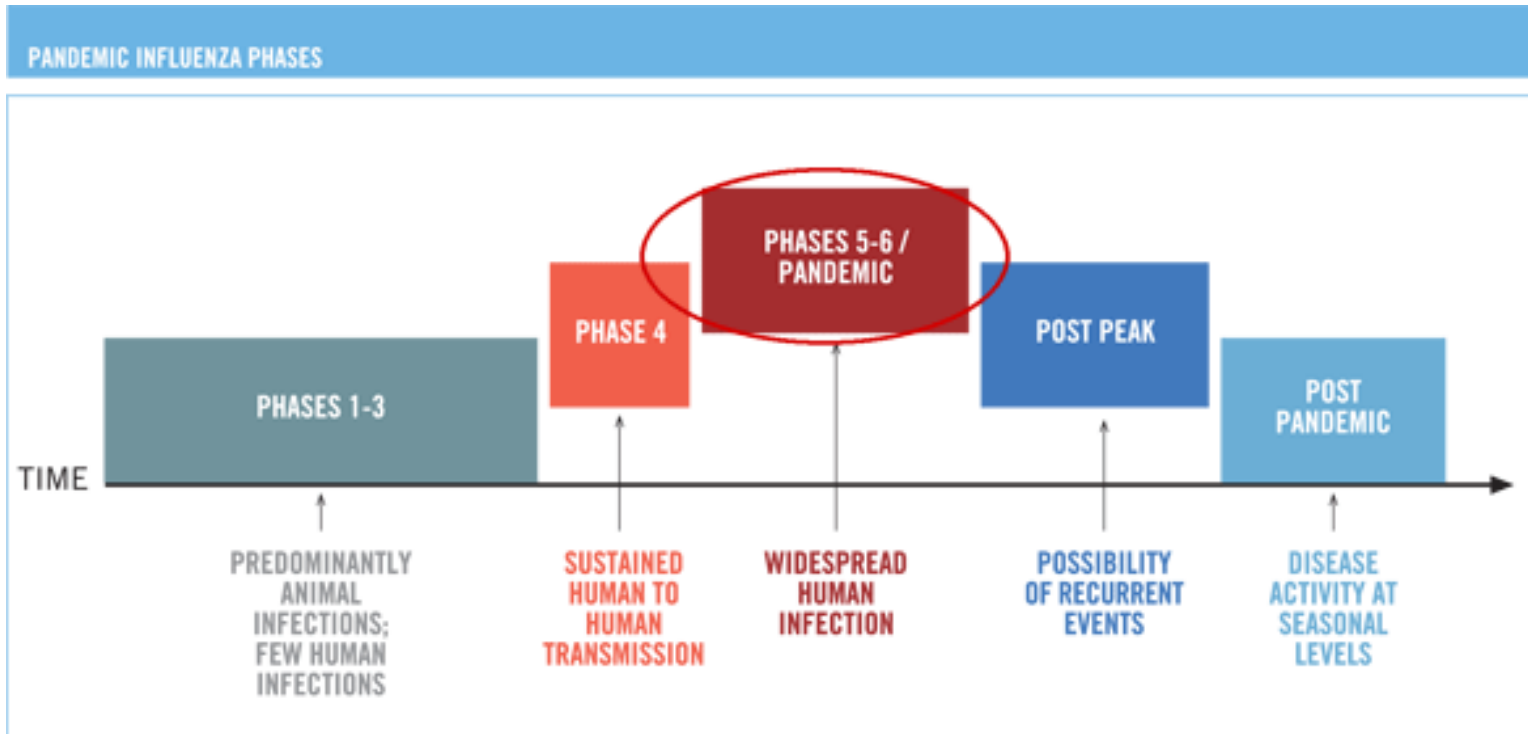 PANDEMIC INFLUENZA PHASES
PHASES 5-6 /
PANDEMIC
PHASE 4
POST PEAK
PHASES 1-3
POST
PANDEMIC
TIME
PREDOMINANTLY
ANIMAL
INFECTIONS;
FEW HUMAN
INFECTIONS
SUSTAINED
HUMAN TO
HUMAN
TRANSMISSION
WIDESPREAD
HUMAN
INFECTION
POSSIBILITY
OF RECURRENT
EVENTS
DISEASE
ACTIVITY AT
SEASONAL
LEVELS